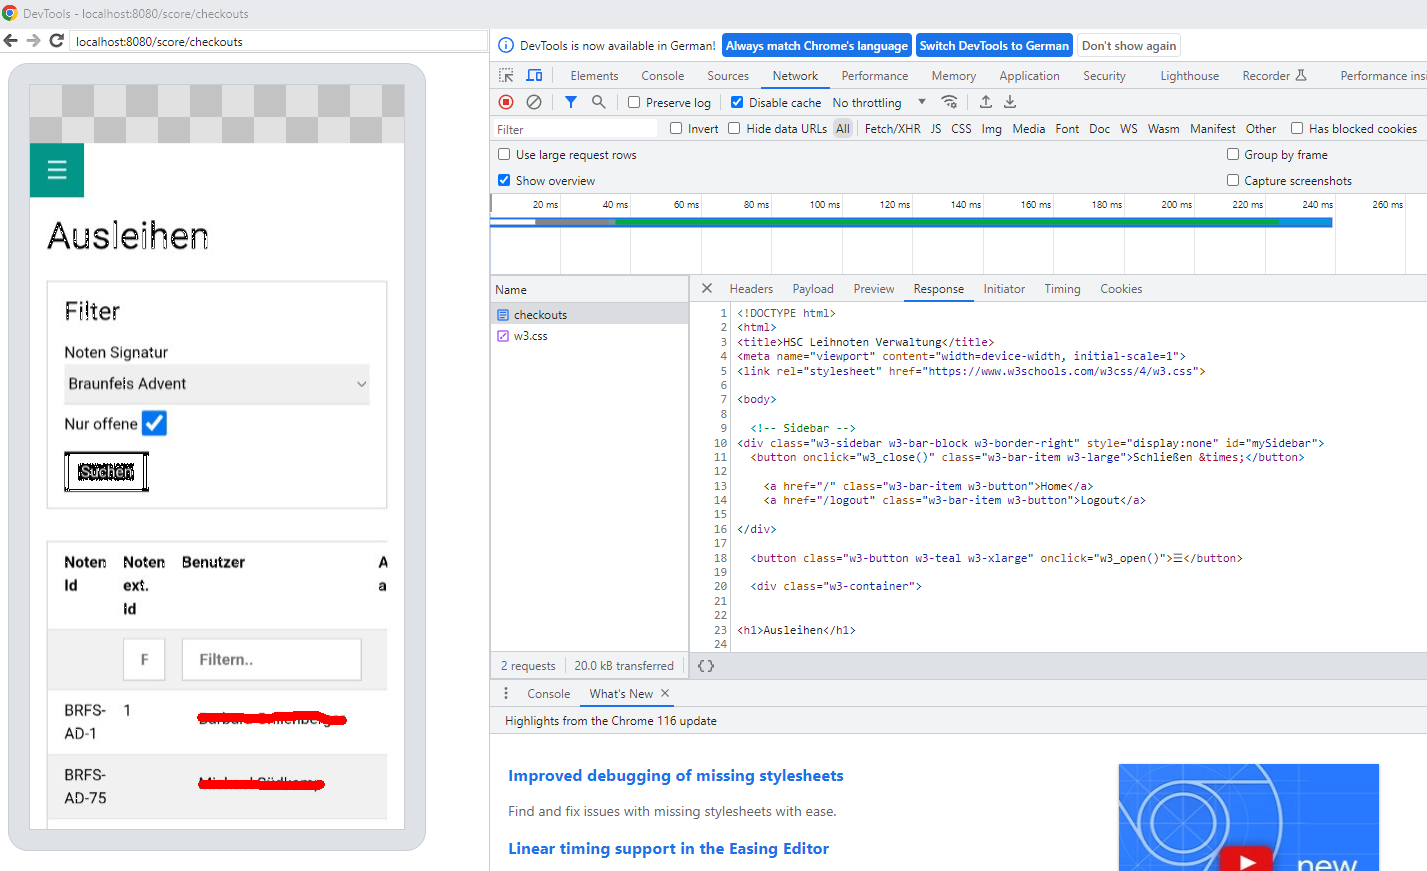 DevTools - localhost:8080/score/checkouts
localhost:8080/score/checkouts
☰
Ausleihen
Filter
Noten Signatur
Braunfels Advent
Nur offene
Suchen
Noten Id
Noten ext. Id
Benutzer
A
a
F
Filtern..
BRFS-AD-1
1
BRFS-AD-75
DevTools is now available in German!
Always match Chrome's language
Switch DevTools to German
Don't show again
Elements Console Sources Network Performance Memory Application Security Lighthouse Recorder Performance ins
Preserve log Disable cache No throttling
Filter Invert Hide data URLs All Fetch/XHR JS CSS Img Media Font Doc WS Wasm Manifest Other Has blocked cookies
Use large request rows Group by frame
Show overview Capture screenshots
20 ms 40 ms 60 ms 80 ms 100 ms 120 ms 140 ms 160 ms 180 ms 200 ms 220 ms 240 ms 260 ms
Name
checkouts
w3.css
2 requests 20.0 kB transferred
Headers Payload Preview Response Initiator Timing Cookies
1 <!DOCTYPE html>
2 <html>
3 <title>HSC Leihnoten Verwaltung</title>
4 <meta name="viewport" content="width=device-width, initial-scale=1">
5 <link rel="stylesheet" href="https://www.w3schools.com/w3css/4/w3.css">
6
7 <body>
8
9 <!-- Sidebar -->
10 <div class="w3-sidebar w3-bar-block w3-border-right" style="display:none" id="mySidebar">
11 <button onclick="w3_close()" class="w3-bar-item w3-large">Schließen &times;</button>
12
13 <a href="/" class="w3-bar-item w3-button">Home</a>
14 <a href="/logout" class="w3-bar-item w3-button">Logout</a>
15
16 </div>
17
18 <button class="w3-button w3-teal w3-xlarge" onclick="w3_open()">☰</button>
19
20 <div class="w3-container">
21
22
23 <h1>Ausleihen</h1>
24
{}
Console What's New
Highlights from the Chrome 116 update
Improved debugging of missing stylesheets
Find and fix issues with missing stylesheets with ease.
Linear timing support in the Easing Editor
new